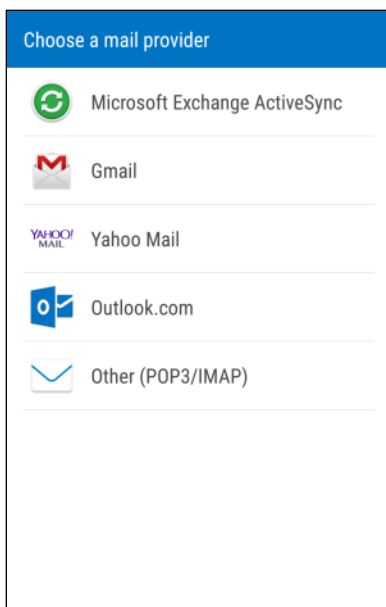 Choose a mail provider
Microsoft Exchange ActiveSync
Gmail
YAHOO!
MAIL
Yahoo Mail
Outlook.com
Other (POP3/IMAP)